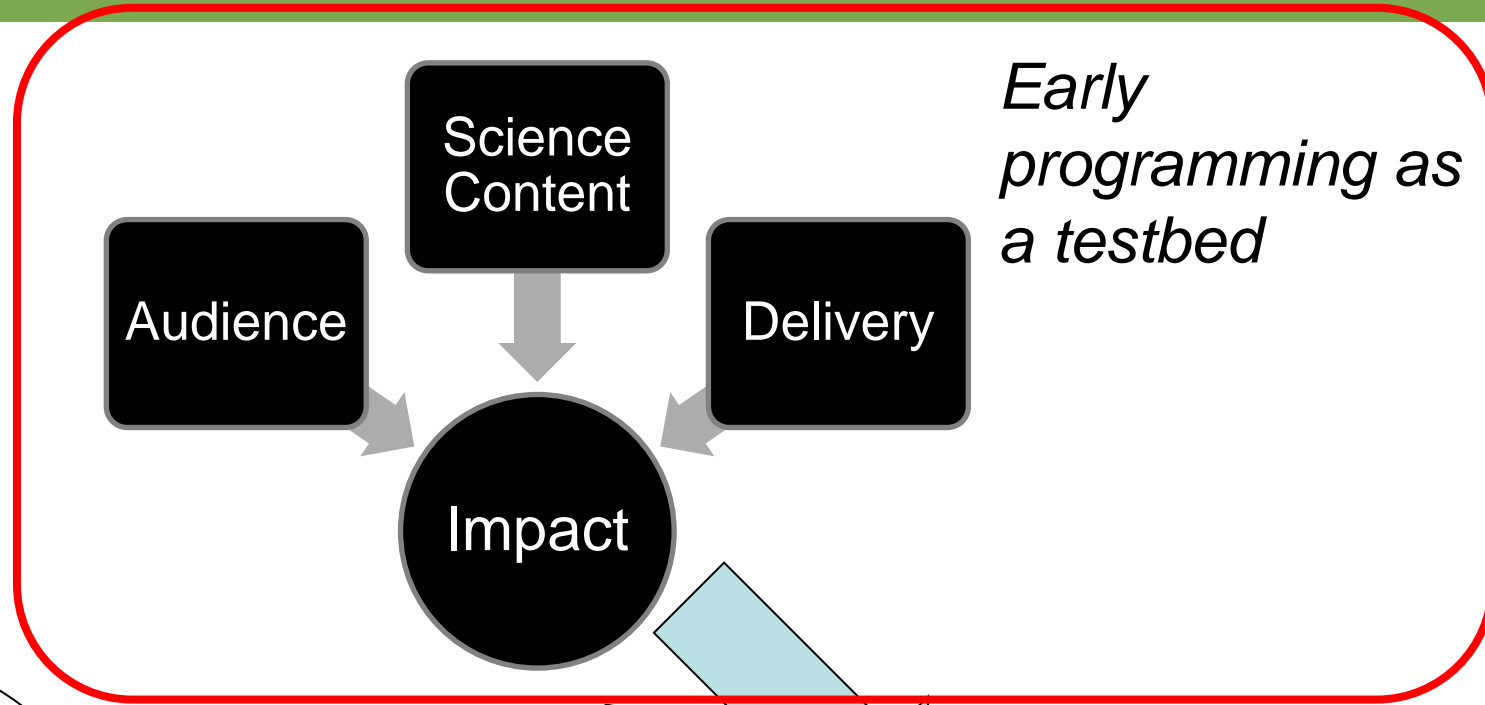 Early
programming as
a testbed
Science
Content
Audience
Delivery
Impact